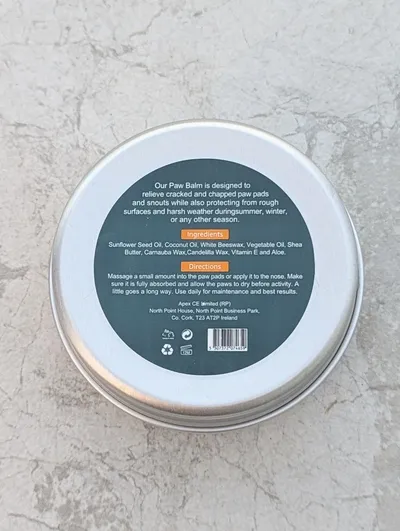 Our Paw Balm is designed to
relieve cracked and chapped paw pads
and snouts while also protecting from rough
surfaces and harsh weather duringsummer, winter,
or any other season.
Ingredients
Sunflower Seed Oil, Coconut Oil, White Beeswax, Vegetable Oil, Shea
Butter, Carnauba Wax,Candelilla Wax, Vitamin E and Aloe.
Directions
Massage a small amount into the paw pads or apply it to the nose. Make
sure it is fully absorbed and allow the paws to dry before activity. A
little goes a long way. Use daily for maintenance and best results.
Apex CE limited (RP)
North Point House, North Point Business Park,
Co. Cork, T23 AT2P Ireland